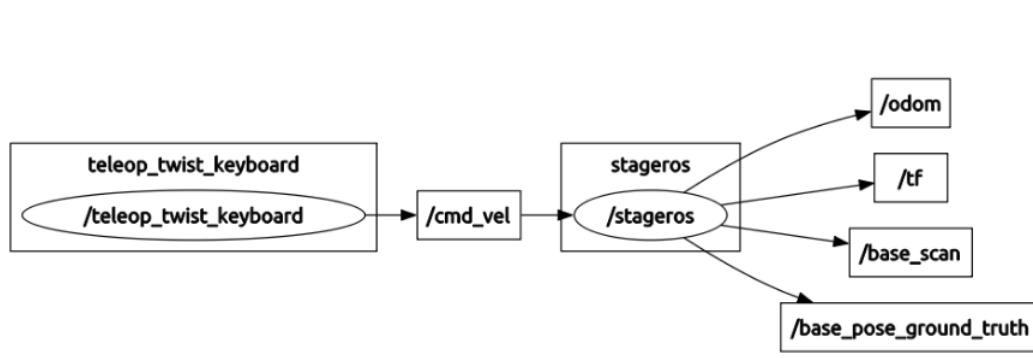 teleop_twist_keyboard
/teleop_twist_keyboard
/cmd_vel
stageros
/stageros
/odom
/tf
/base_scan
/base_pose_ground_truth